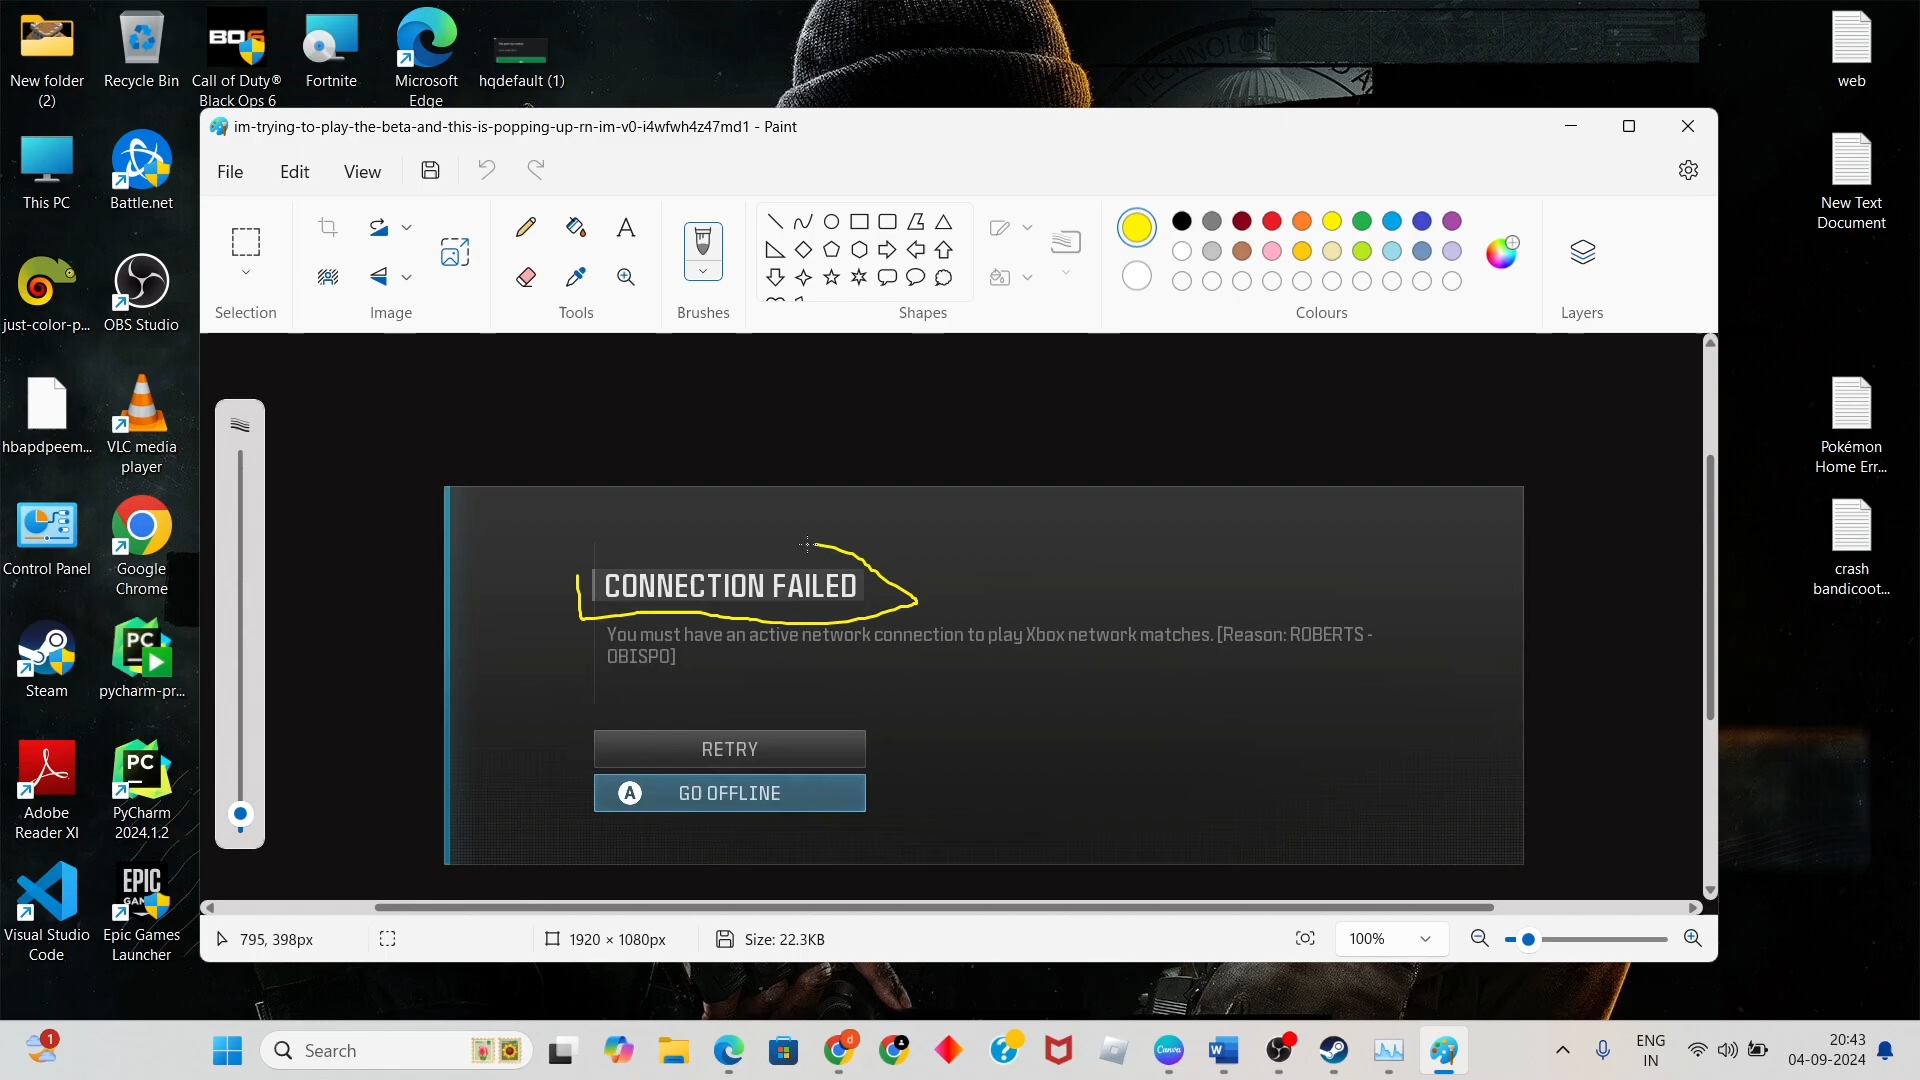 New folder
(2)
Recycle Bin
BO6
Call of Duty®
Black Ops 6
Fortnite
Microsoft
Edge
hqdefault (1)
web
im-trying-to-play-the-beta-and-this-is-popping-up-rn-im-v0-i4wfwh4z47md1 - Paint
This PC
Battle.net
New Text
Document
File
Edit
View
A
Selection
Image
Tools
Brushes
Shapes
Colours
Layers
just-color-p...
OBS Studio
hbapdpeem...
VLC media
player
Pokémon
Home Err...
Control Panel
Google
Chrome
crash
bandicoot...
CONNECTION FAILED
You must have an active network connection to play Xbox network matches. [Reason: ROBERTS -
OBISPO]
RETRY
A GO OFFLINE
Steam
PC
pycharm-pr...
Adobe
Reader XI
PC
PyCharm
2024.1.2
EPIC
Visual Studio
Code
Epic Games
Launcher
795, 398px
1920 × 1080px
Size: 22.3KB
100%
1
Search
d
Canva
W
ENG
IN
20:43
04-09-2024